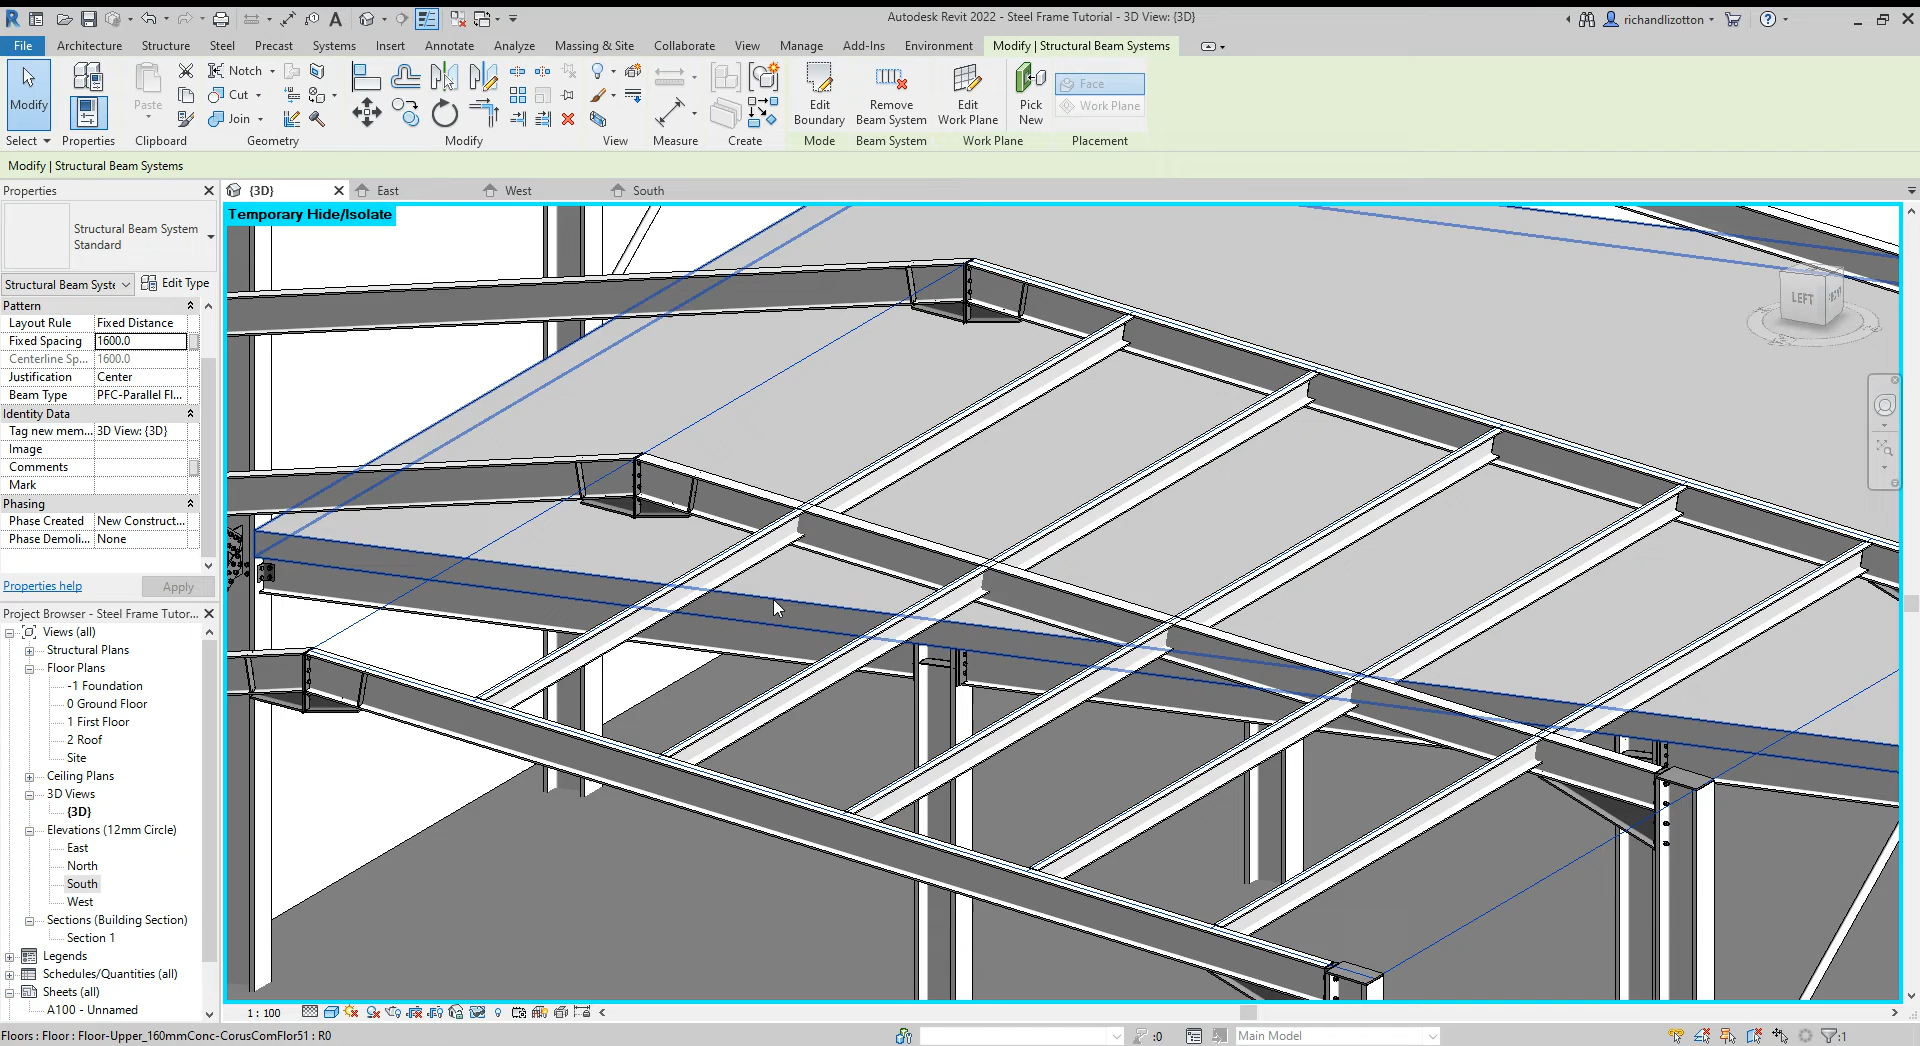 Autodesk Revit 2022 - Steel Frame Tutorial - 3D View: {3D}
richandlizotton
File Architecture Structure Steel Precast Systems Insert Annotate Analyze Massing & Site Collaborate View Manage Add-Ins Environment Modify | Structural Beam Systems
Modify
Select
Properties
Paste
Clipboard
Notch
Cut
Join
Geometry
Modify
View
Measure
Create
Edit Boundary
Mode
Remove Beam System
Beam System
Edit Work Plane
Work Plane
Pick New
Face
Work Plane
Placement
Modify | Structural Beam Systems
Properties
{3D} East West South
Temporary Hide/Isolate
Structural Beam System
Standard
Structural Beam Syste Edit Type
Pattern
Layout Rule Fixed Distance
Fixed Spacing 1600.0
Centerline Sp... 1600.0
Justification Center
Beam Type PFC-Parallel Fl...
Identity Data
Tag new mem... 3D View: {3D}
Image
Comments
Mark
Phasing
Phase Created New Construct...
Phase Demoli... None
Properties help Apply
Project Browser - Steel Frame Tutor...
Views (all)
Structural Plans
Floor Plans
-1 Foundation
0 Ground Floor
1 First Floor
2 Roof
Site
Ceiling Plans
3D Views
{3D}
Elevations (12mm Circle)
East
North
South
West
Sections (Building Section)
Section 1
Legends
Schedules/Quantities (all)
Sheets (all)
A100 - Unnamed
LEFT
1 : 100
Floors : Floor : Floor-Upper_160mmConc-CorusComFlor51 : R0
:0
Main Model
:1